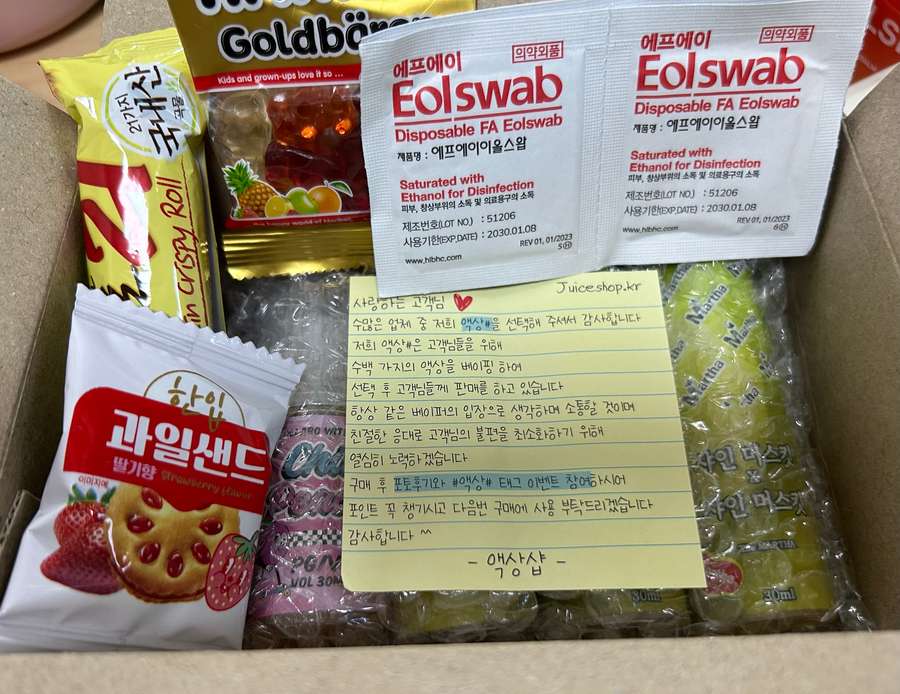 Goldbären
Kids and grown-ups love it so ...
21가지
국내산
곡물
in Crispy Roll
에프에이
의약외품
Eolswab
Disposable FA Eolswab
제품명 : 에프에이이올스왑
Saturated with
Ethanol for Disinfection
피부, 창상부위의 소독 및 의료용구의 소독
제조번호(LOT NO.) : 51206
사용기한(EXP.DATE) : 2030.01.08
REV 01, 01/2023
www.hlbhc.com
에프에이
의약외품
Eolswab
Disposable FA Eolswab
제품명 : 에프에이이올스왑
Saturated with
Ethanol for Disinfection
피부, 창상부위의 소독 및 의료용구의 소독
제조번호(LOT NO.) : 51206
사용기한(EXP.DATE) : 2030.01.08
REV 01, 01/2023
Juiceshop.kr
사랑하는 고객님
수많은 업체 중 저희 액상#을 선택해 주셔서 감사합니다
저희 액상#은 고객님들을 위해
수백 가지의 액상을 베이핑 하여
선택 후 고객님들께 판매를 하고 있습니다
항상 같은 베이퍼의 입장으로 생각하며 소통할 것이며
친절한 응대로 고객님의 불편을 최소화하기 위해
열심히 노력하겠습니다
구매 후 포토후기와 #액상# 태그 이벤트 참여하시어
포인트 꼭 챙기시고 다음번 구매에 사용 부탁드리겠습니다
감사합니다 ^^
- 액상샵 -
한입
과일샌드
딸기향
strawberry flavor
이미지예
PG/
VOL 30M
Martha
Martha
Martha
샤인 머스캣
샤인 머스캣
MARTHA
30ml
30ml